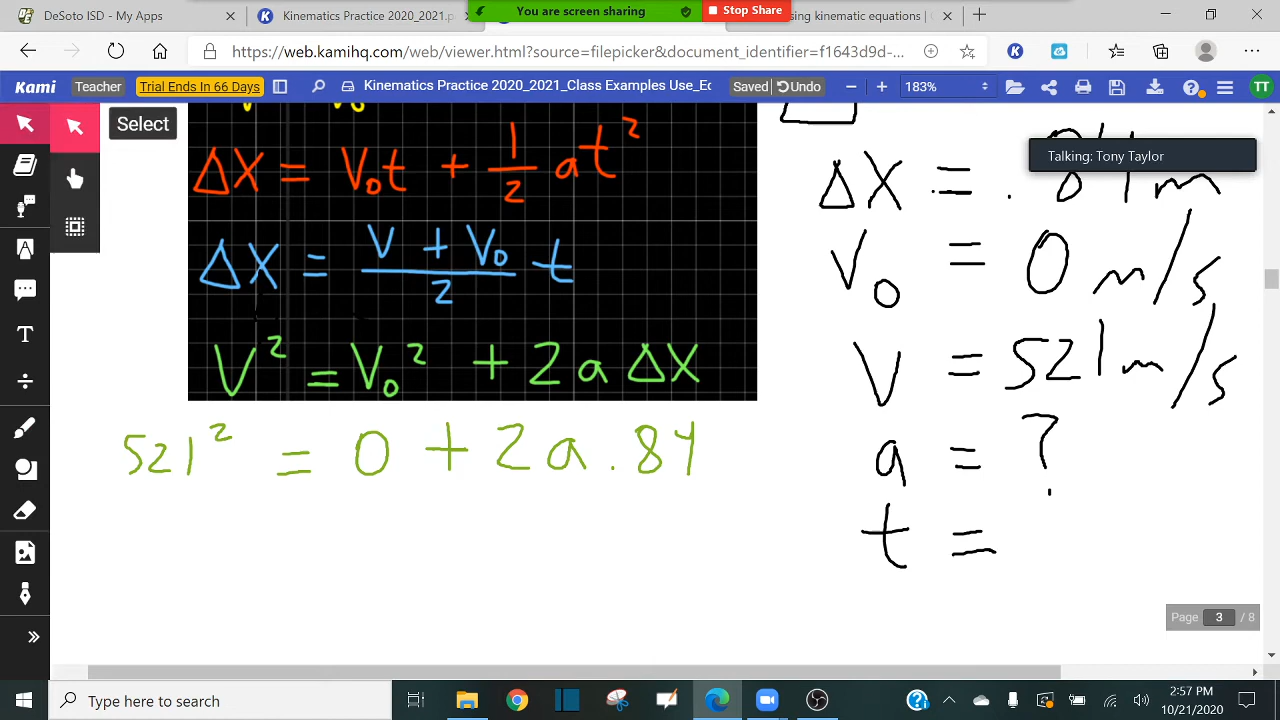 DeSoto ISD - My Apps
Kinematics Practice 2020_2021.p
You are screen sharing
Stop Share
sing kinematic equations (
https://web.kamihq.com/web/viewer.html?source=filepicker&document_identifier=f1643d9d-...
Kami
Teacher
Trial Ends In 66 Days
Kinematics Practice 2020_2021_Class Examples Use_Ec
Saved
Undo
183%
TT
Select
Talking: Tony Taylor
ΔX = V₀t + 1/2 at²
ΔX = (V + V₀)/2 t
V² = V₀² + 2aΔX
521² = 0 + 2a.84
ΔX = .84m
V₀ = 0 m/s
V = 521 m/s
a = ?
t =
Page 3 / 8
Type here to search
2:57 PM
10/21/2020